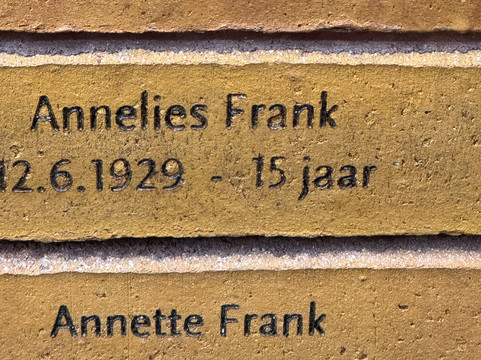 Annelies Frank
12.6.1929 - 15 jaar
Annette Frank